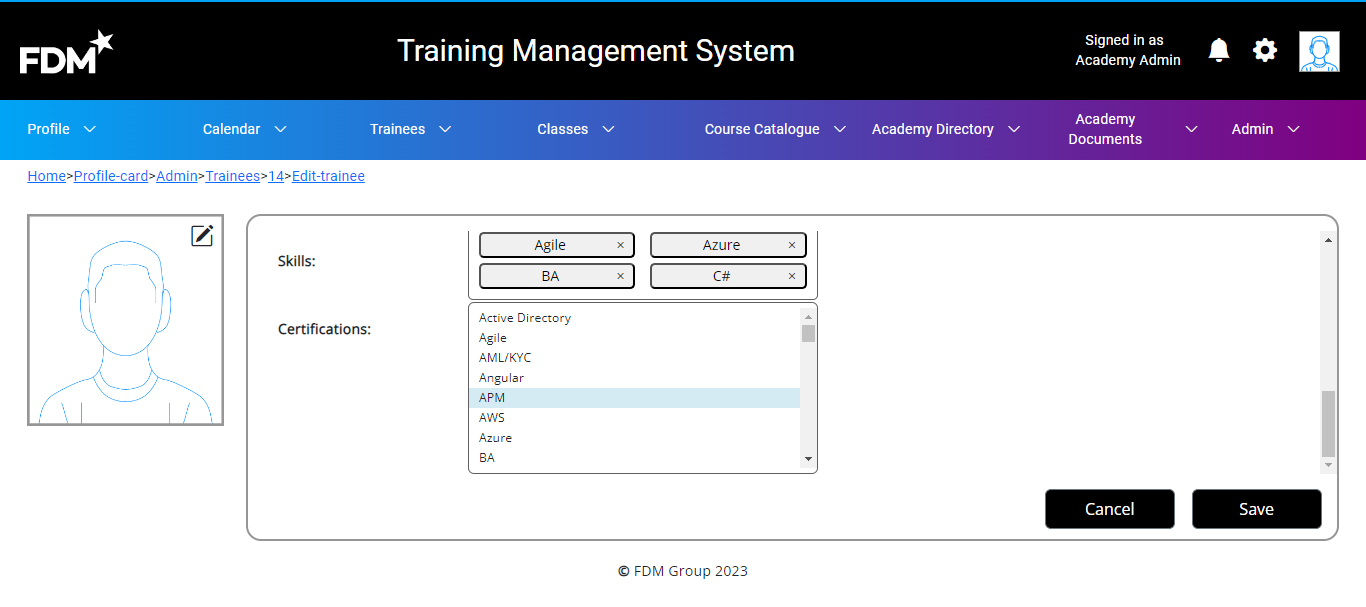 FDM
Training Management System
Signed in as
Academy Admin
Profile
Calendar
Trainees
Classes
Course Catalogue
Academy Directory
Academy
Documents
Admin
Home>Profile-card>Admin>Trainees>14>Edit-trainee
Skills:
Agile ×
Azure ×
BA ×
C# ×
Certifications:
Active Directory
Agile
AML/KYC
Angular
APM
AWS
Azure
BA
Cancel
Save
© FDM Group 2023